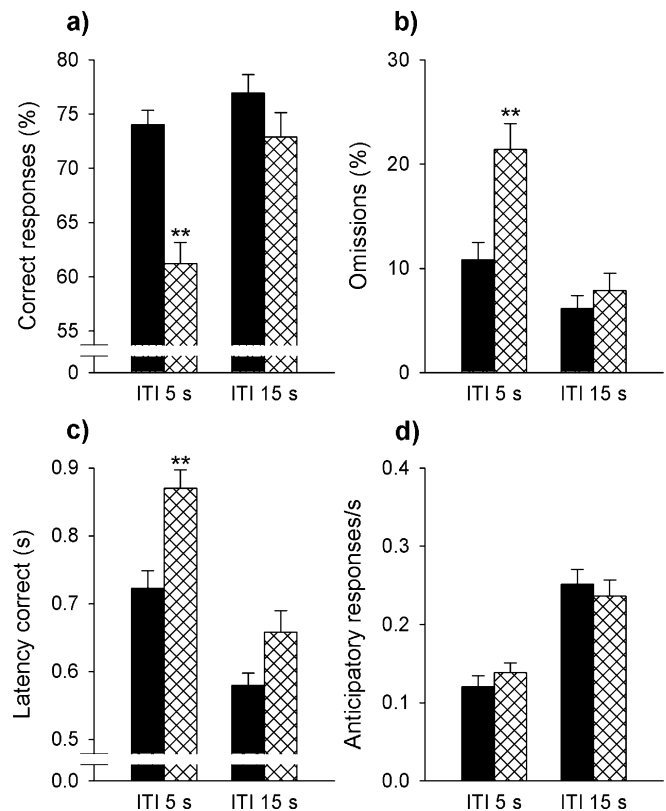 a)
Correct responses (%)
80
75
70
65
60
55
0
**
ITI 5 s
ITI 15 s
b)
Omissions (%)
30
20
10
0
**
ITI 5 s
ITI 15 s
c)
Latency correct (s)
0.9
0.8
0.7
0.6
0.5
0.0
**
ITI 5 s
ITI 15 s
d)
Anticipatory responses/s
0.4
0.3
0.2
0.1
0.0
ITI 5 s
ITI 15 s